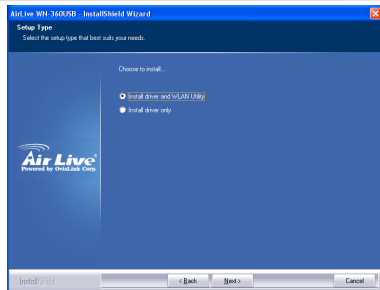 AirLive WN-360USB - InstallShield Wizard
Setup Type
Select the setup type that best suits your needs.
Choose to install...
Install driver and WLAN Utility
Install driver only
Air Live
Powered by OvisLink Corp.
InstallShield
< Back
Next >
Cancel